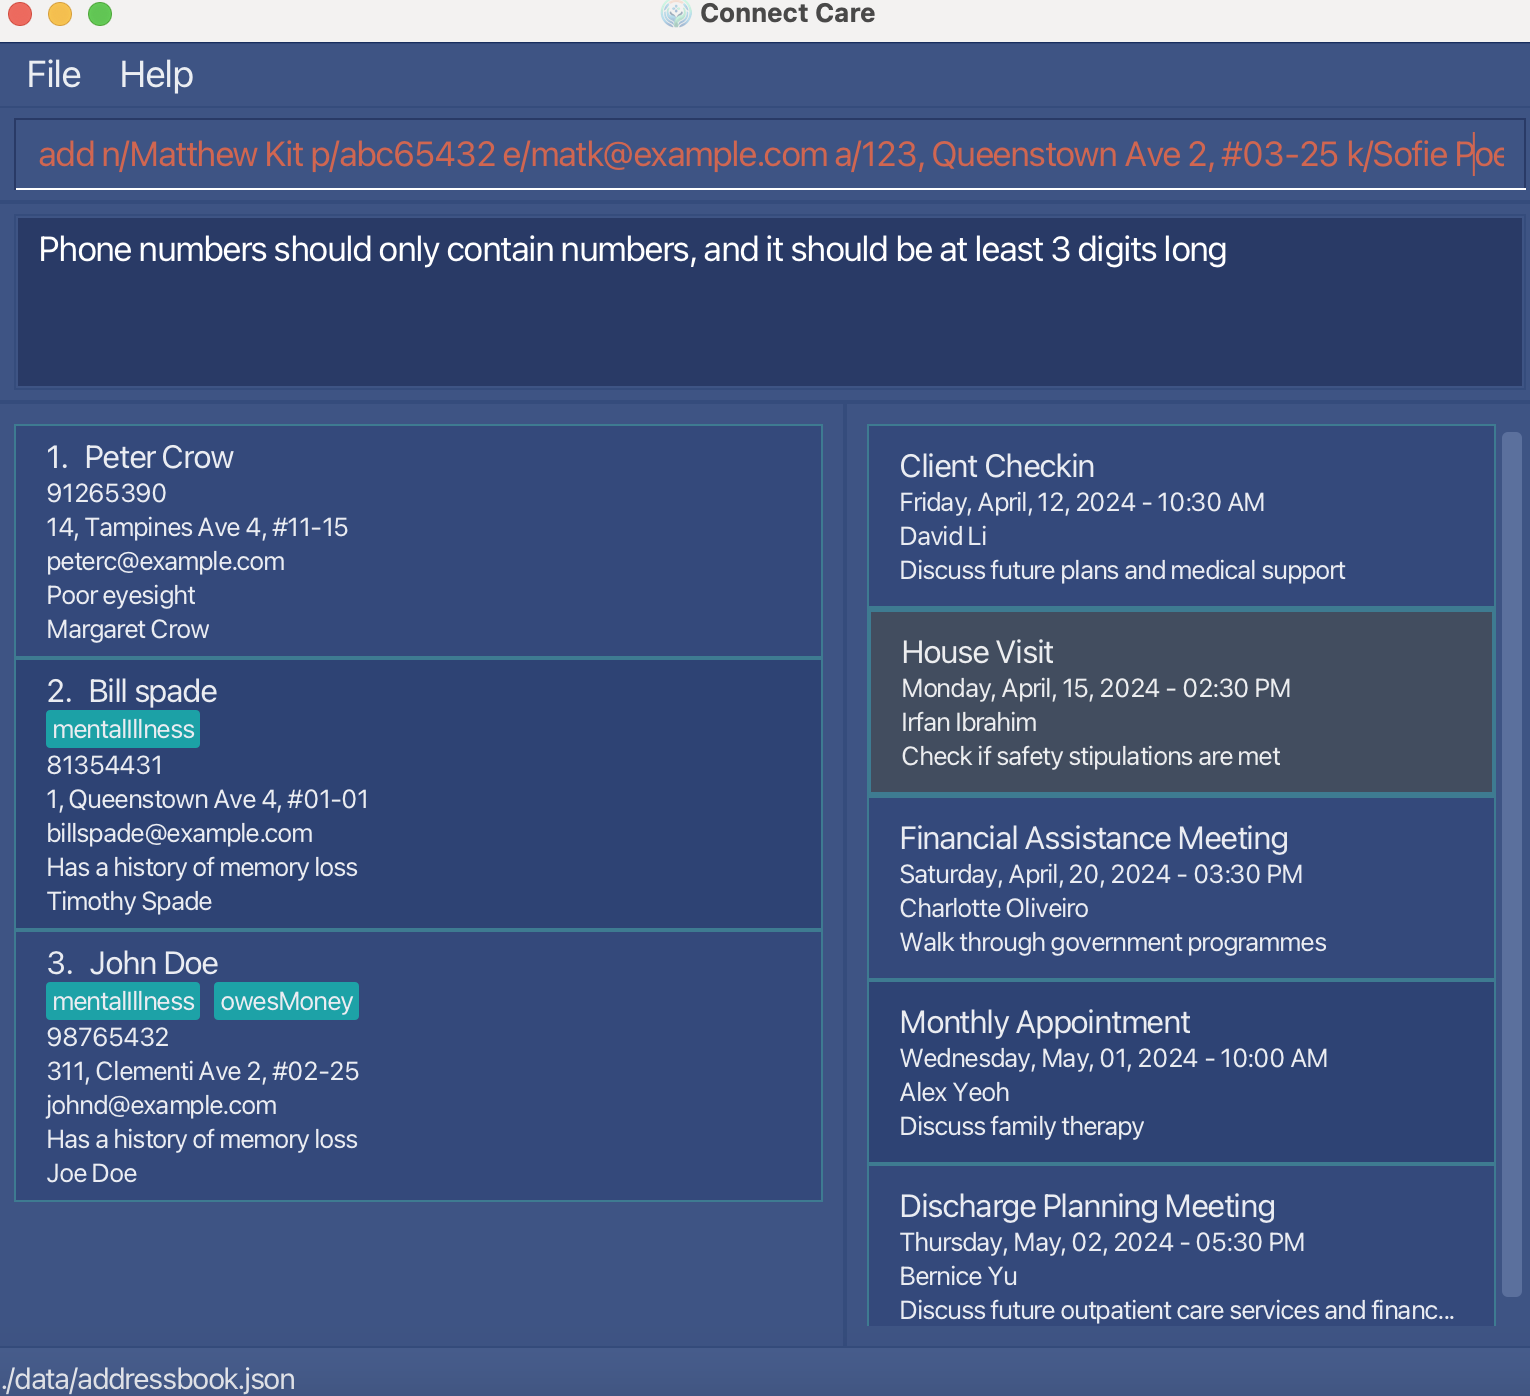 Connect Care
File Help
add n/Matthew Kit p/abc65432 e/matk@example.com a/123, Queenstown Ave 2, #03-25 k/Sofie Poe
Phone numbers should only contain numbers, and it should be at least 3 digits long
1. Peter Crow
91265390
14, Tampines Ave 4, #11-15
peterc@example.com
Poor eyesight
Margaret Crow
2. Bill spade
mentalIllness
81354431
1, Queenstown Ave 4, #01-01
billspade@example.com
Has a history of memory loss
Timothy Spade
3. John Doe
mentalIllness owesMoney
98765432
311, Clementi Ave 2, #02-25
johnd@example.com
Has a history of memory loss
Joe Doe
Client Checkin
Friday, April, 12, 2024 - 10:30 AM
David Li
Discuss future plans and medical support
House Visit
Monday, April, 15, 2024 - 02:30 PM
Irfan Ibrahim
Check if safety stipulations are met
Financial Assistance Meeting
Saturday, April, 20, 2024 - 03:30 PM
Charlotte Oliveiro
Walk through government programmes
Monthly Appointment
Wednesday, May, 01, 2024 - 10:00 AM
Alex Yeoh
Discuss family therapy
Discharge Planning Meeting
Thursday, May, 02, 2024 - 05:30 PM
Bernice Yu
Discuss future outpatient care services and financ...
./data/addressbook.json